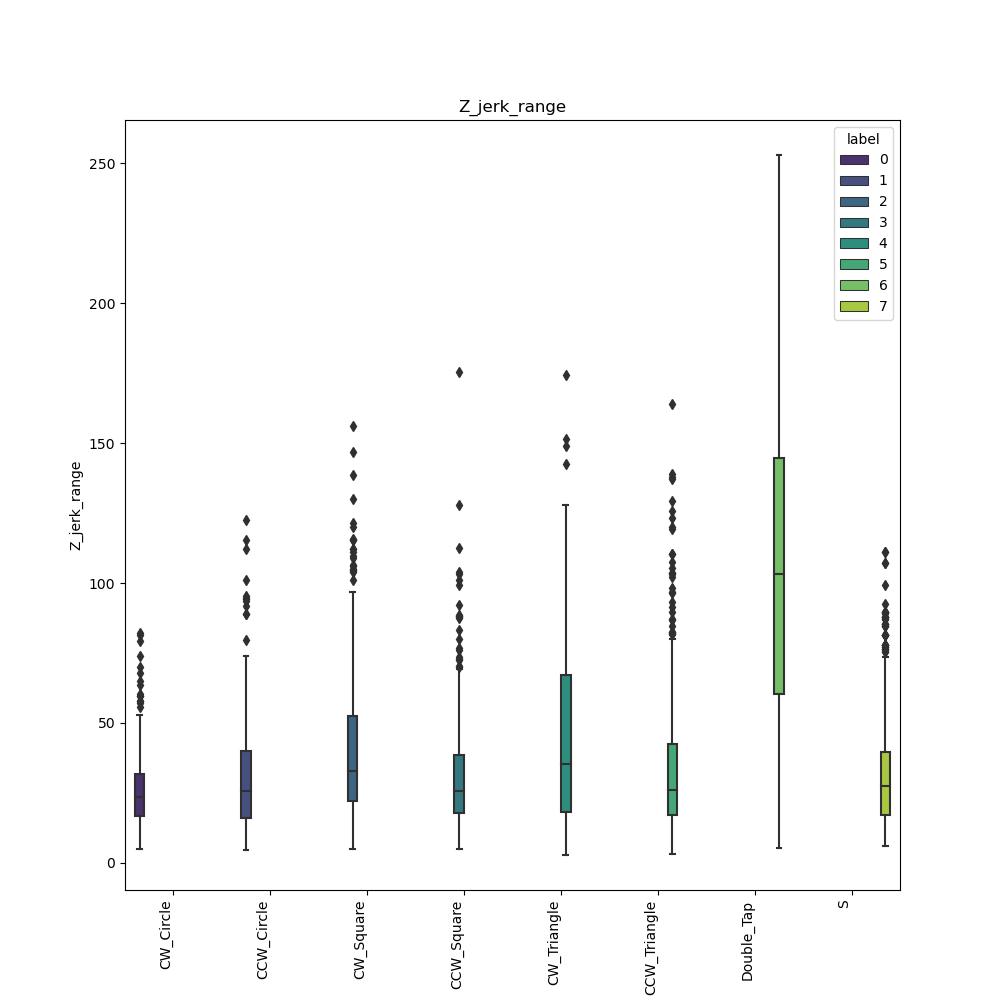 Z_jerk_range
label
0
1
2
3
4
5
6
7
250
200
150
100
50
0
Z_jerk_range
CW_Circle
CCW_Circle
CW_Square
CCW_Square
CW_Triangle
CCW_Triangle
Double_Tap
S